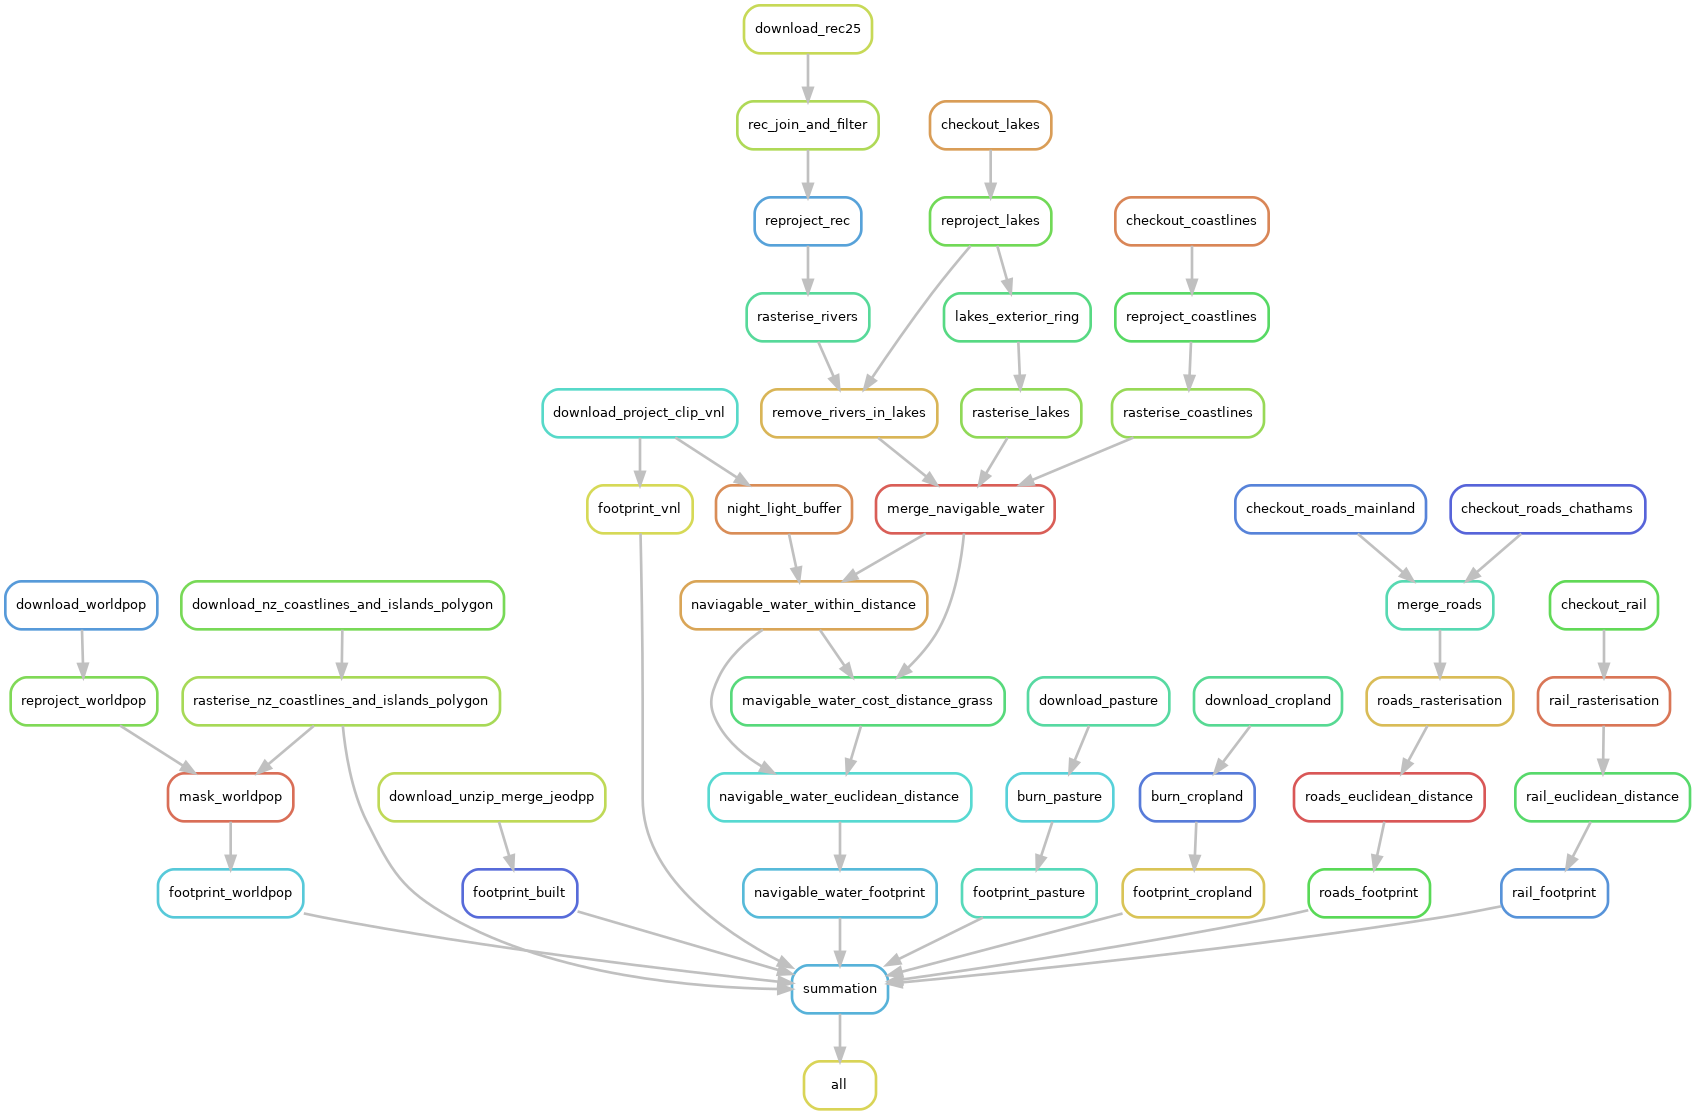 download_rec25
rec_join_and_filter
checkout_lakes
reproject_rec
reproject_lakes
checkout_coastlines
rasterise_rivers
lakes_exterior_ring
reproject_coastlines
download_project_clip_vnl
remove_rivers_in_lakes
rasterise_lakes
rasterise_coastlines
footprint_vnl
night_light_buffer
merge_navigable_water
checkout_roads_mainland
checkout_roads_chathams
download_worldpop
download_nz_coastlines_and_islands_polygon
naviagable_water_within_distance
merge_roads
checkout_rail
reproject_worldpop
rasterise_nz_coastlines_and_islands_polygon
mavigable_water_cost_distance_grass
download_pasture
download_cropland
roads_rasterisation
rail_rasterisation
mask_worldpop
download_unzip_merge_jeodpp
navigable_water_euclidean_distance
burn_pasture
burn_cropland
roads_euclidean_distance
rail_euclidean_distance
footprint_worldpop
footprint_built
navigable_water_footprint
footprint_pasture
footprint_cropland
roads_footprint
rail_footprint
summation
all